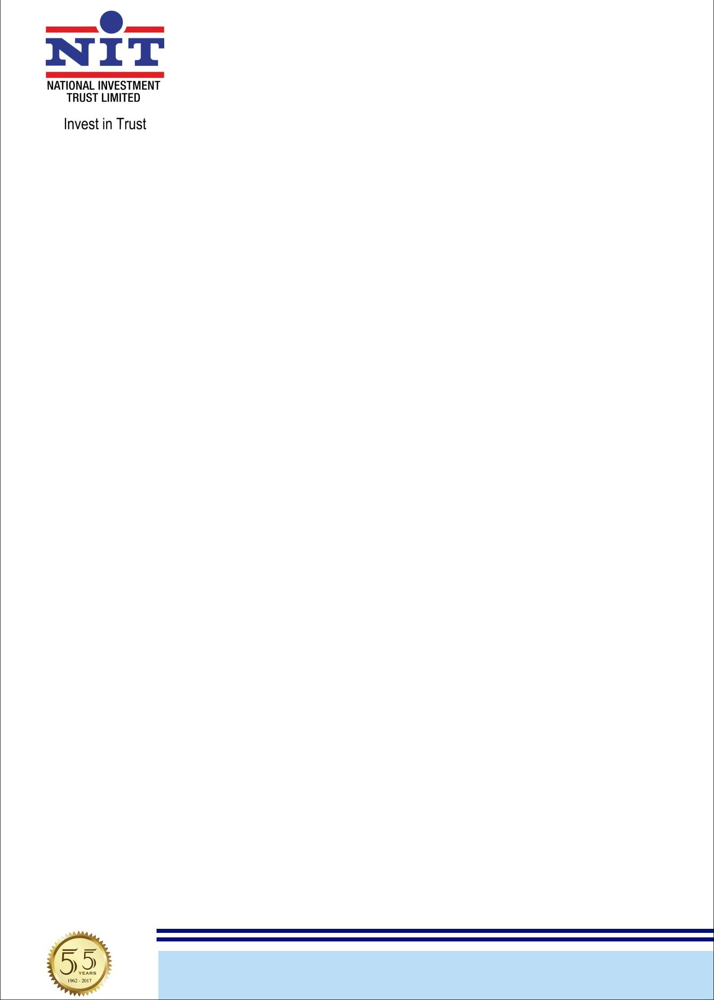 NiT
NATIONAL INVESTMENT
TRUST LIMITED
Invest in Trust
55
YEARS
1962 - 2017